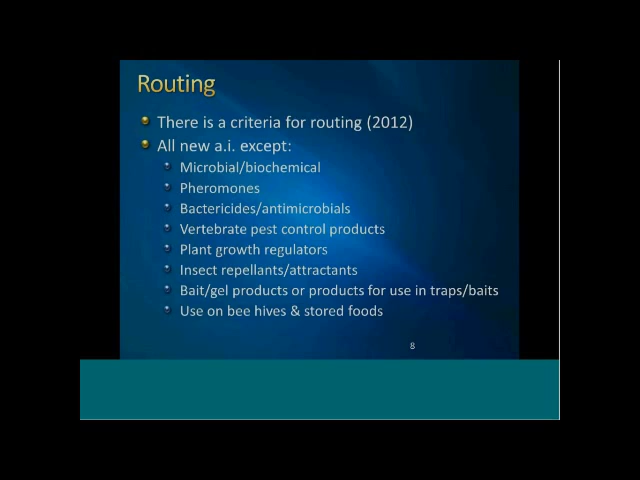 Routing
There is a criteria for routing (2012)
All new a.i. except:
Microbial/biochemical
Pheromones
Bactericides/antimicrobials
Vertebrate pest control products
Plant growth regulators
Insect repellants/attractants
Bait/gel products or products for use in traps/baits
Use on bee hives & stored foods
8